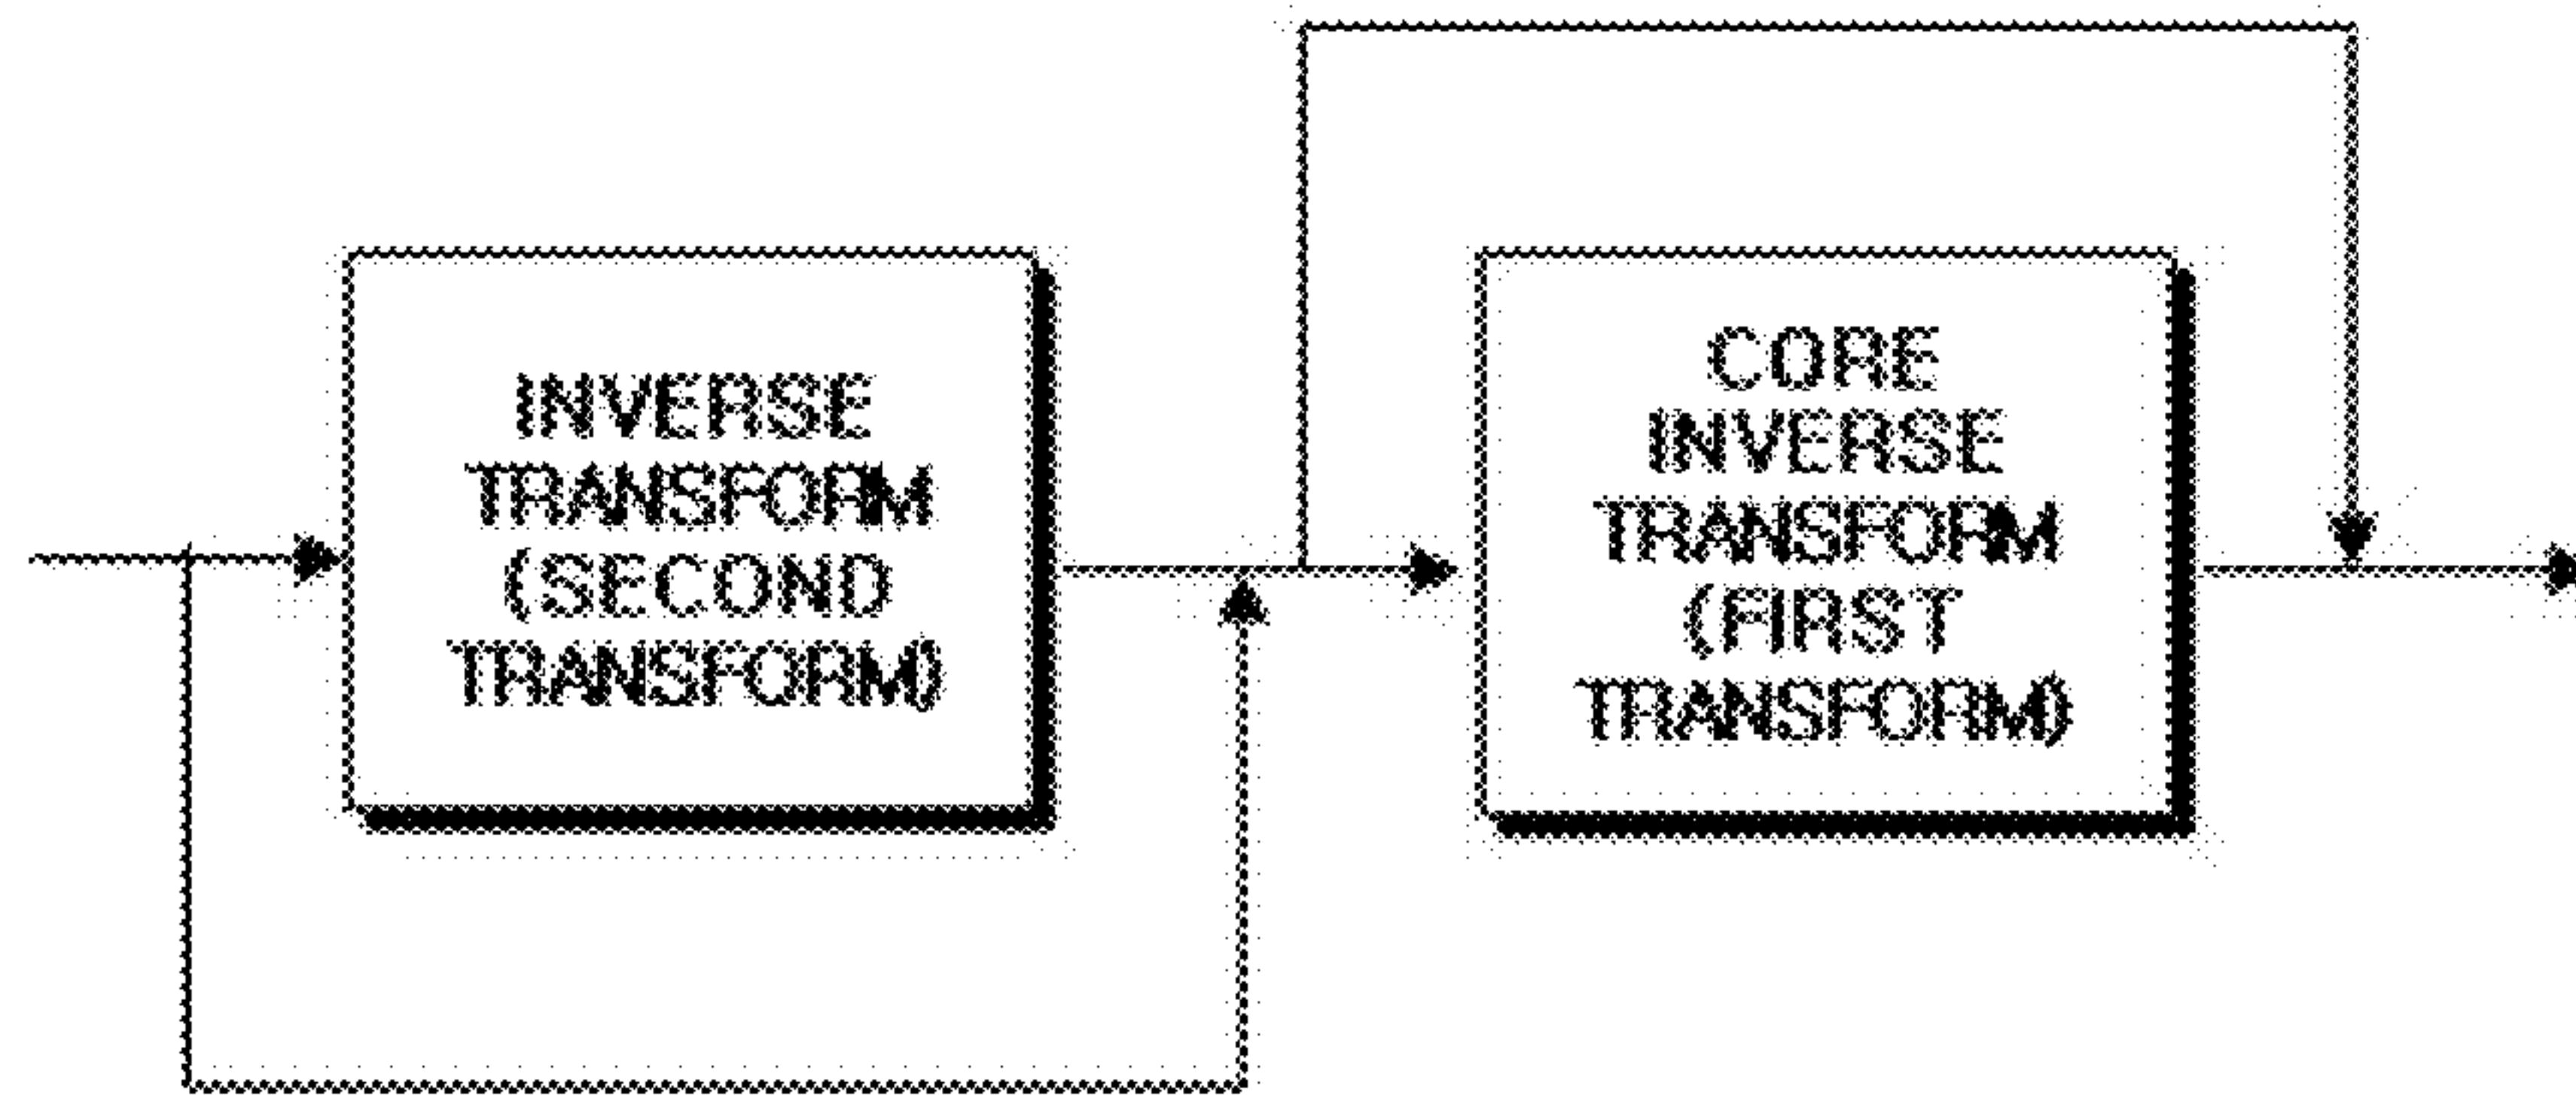 INVERSE
TRANSFORM
(SECOND
TRANSFORM)
CORE
INVERSE
TRANSFORM
(FIRST
TRANSFORM)